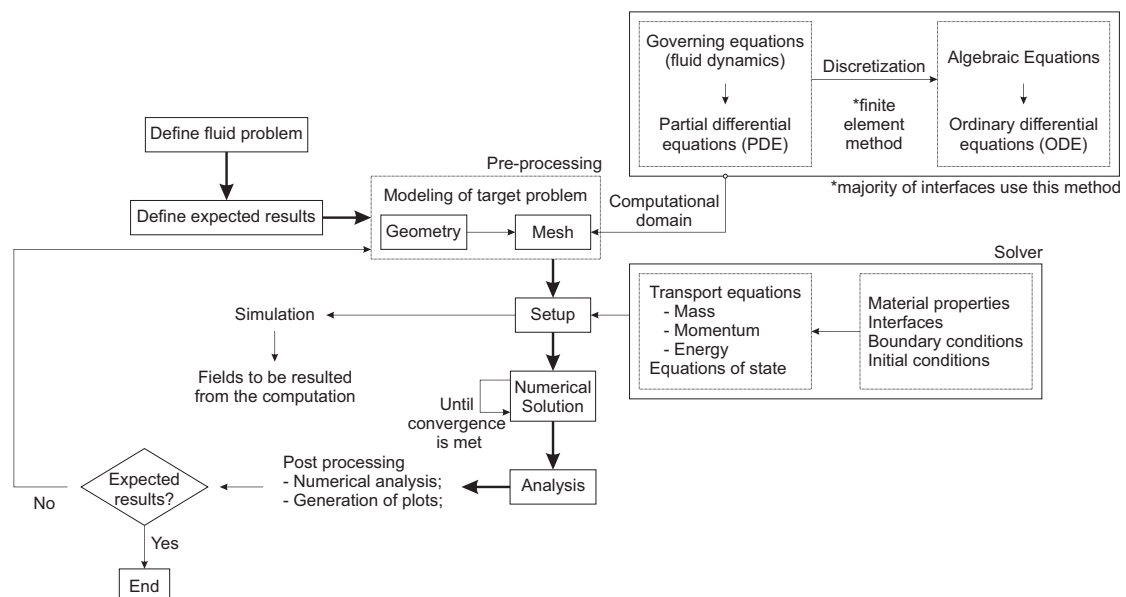 Governing equations
(fluid dynamics)
Partial differential
equations (PDE)
Discretization
*finite
element
method
Algebraic Equations
Ordinary differential
equations (ODE)
*majority of interfaces use this method
Define fluid problem
Define expected results
Pre-processing
Modeling of target problem
Geometry
Mesh
Computational
domain
Solver
Transport equations
- Mass
- Momentum
- Energy
Equations of state
Material properties
Interfaces
Boundary conditions
Initial conditions
Setup
Simulation
Fields to be resulted
from the computation
Numerical
Solution
Until
convergence
is met
Analysis
Post processing
- Numerical analysis;
- Generation of plots;
Expected
results?
No
Yes
End